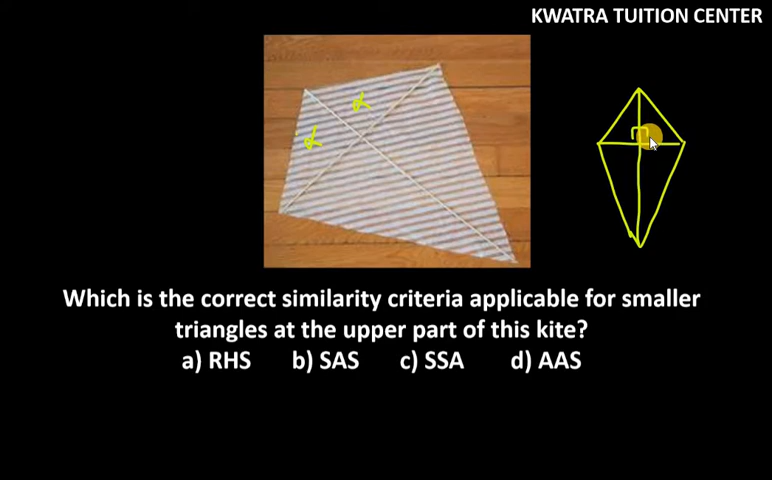 KWATRA TUITION CENTER
α
α
Which is the correct similarity criteria applicable for smaller
triangles at the upper part of this kite?
a) RHS b) SAS c) SSA d) AAS